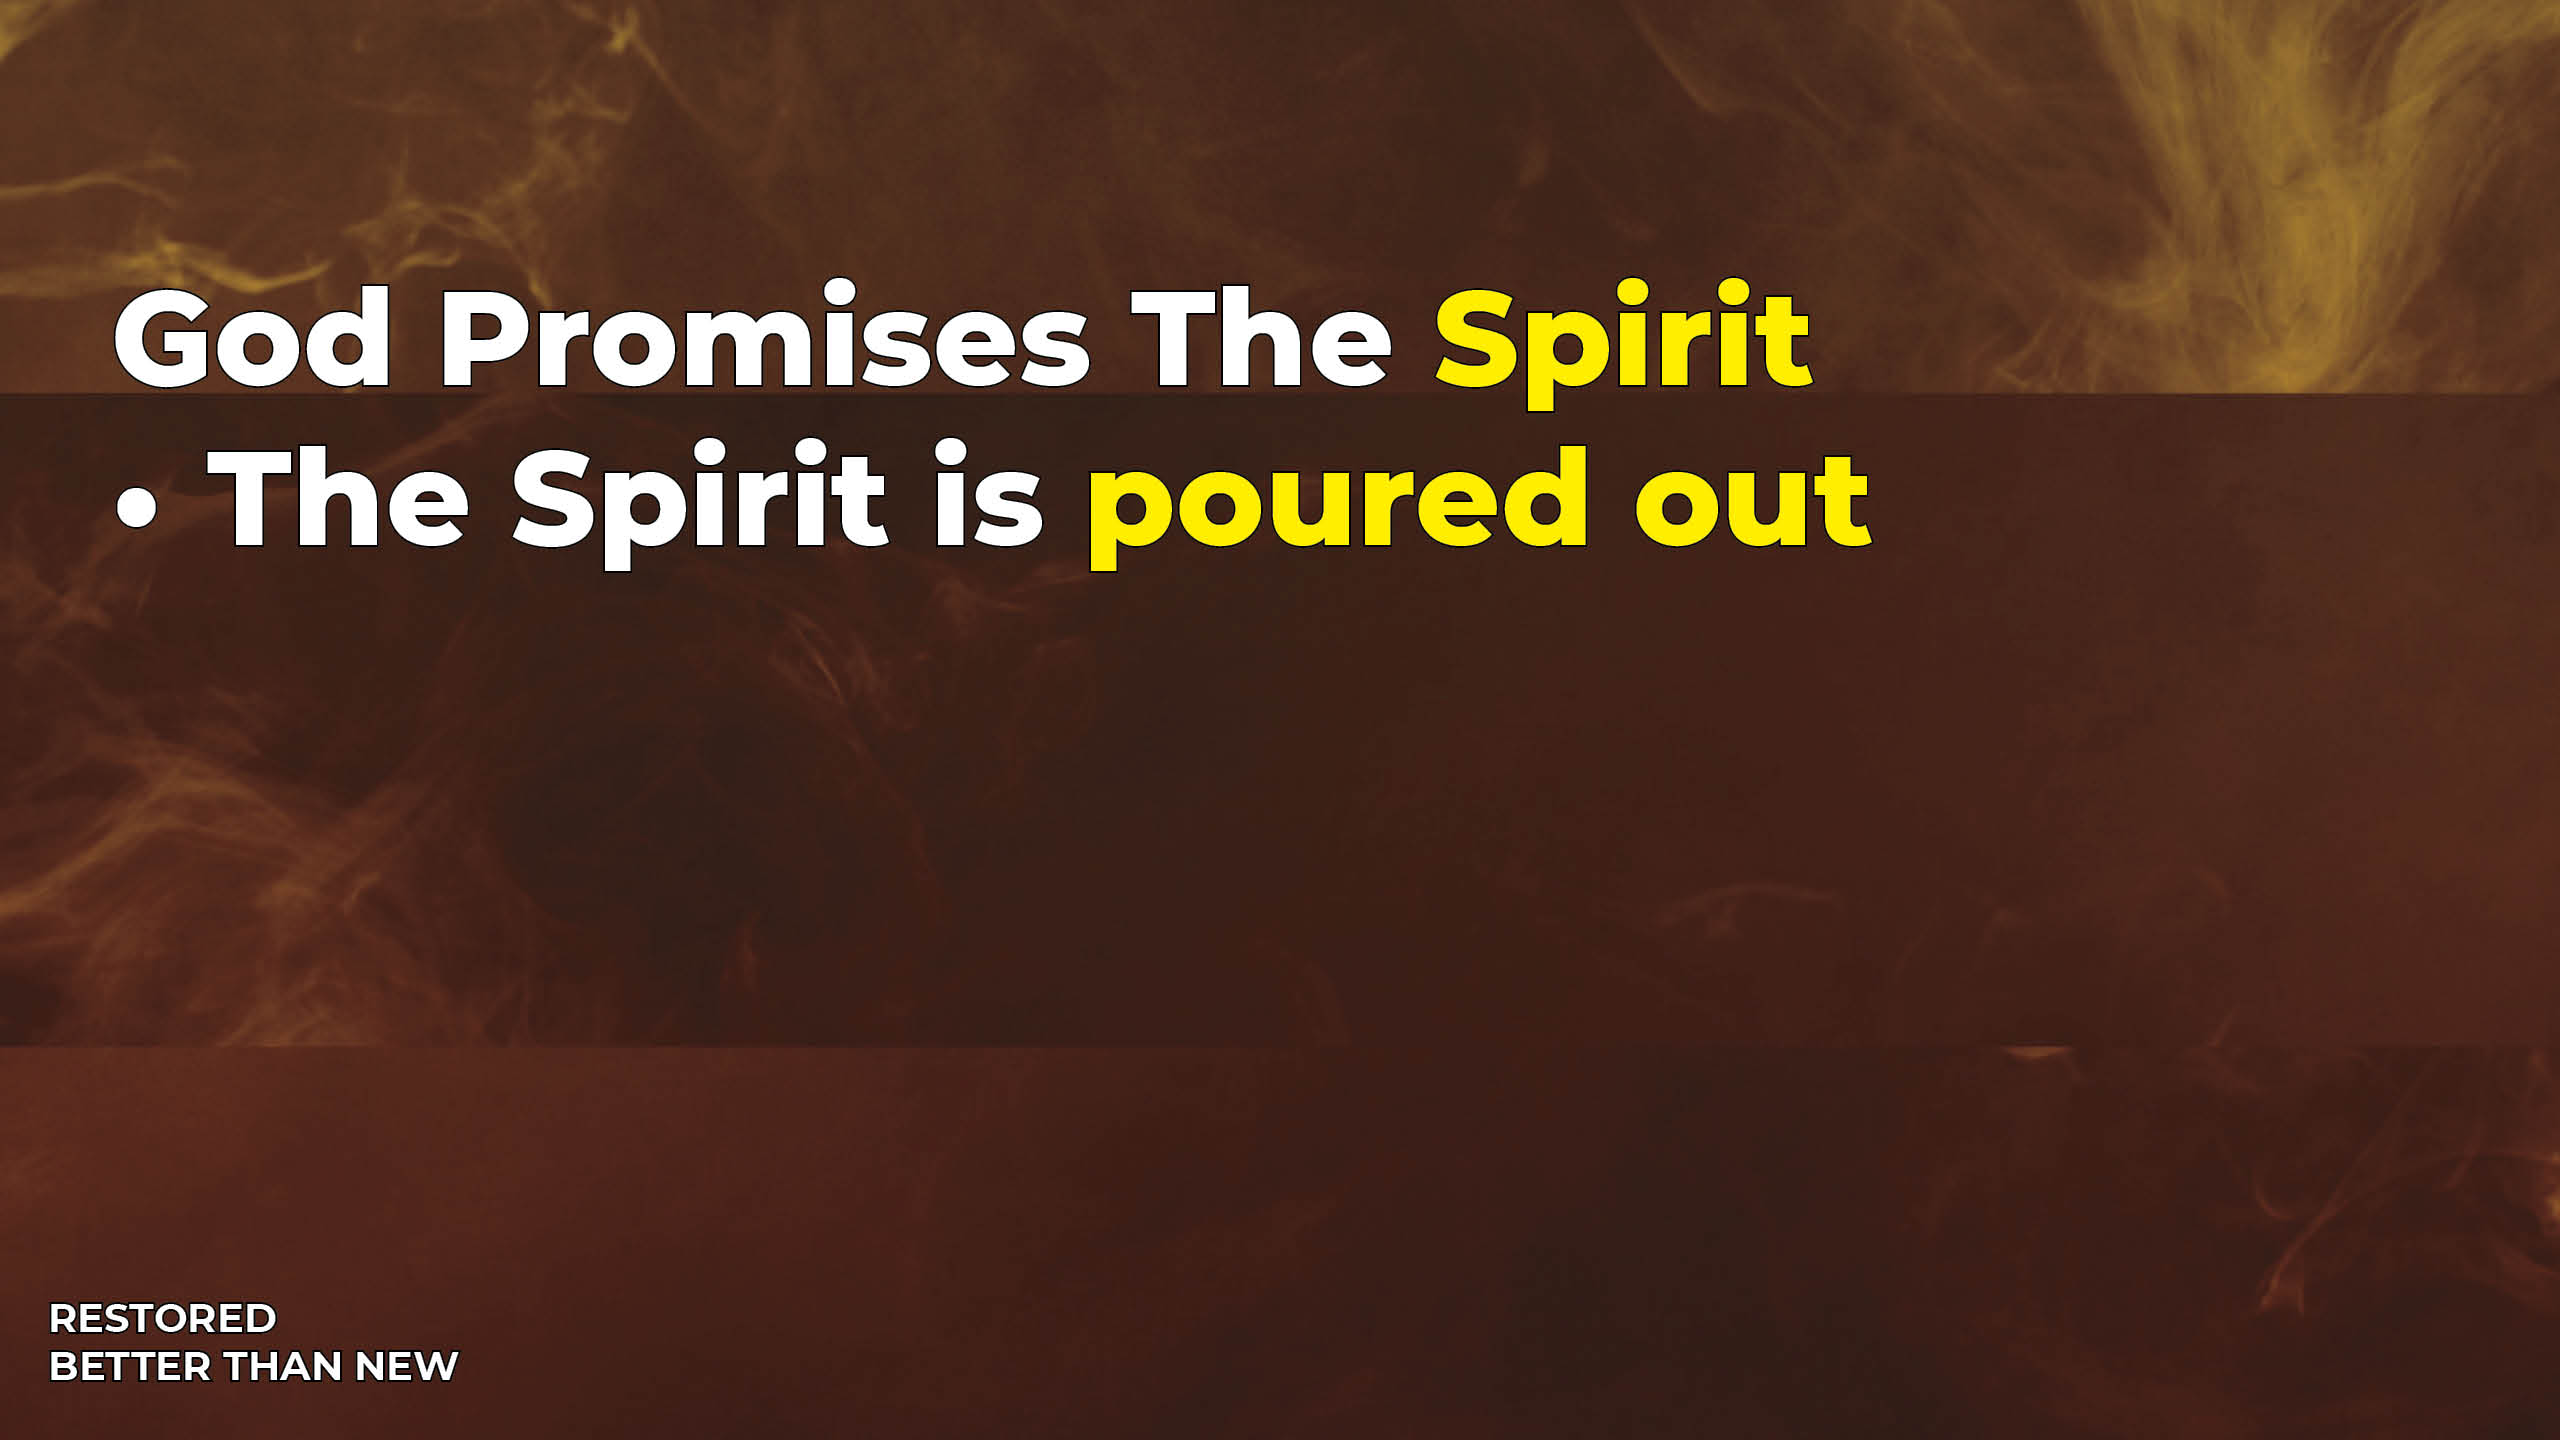 God Promises The Spirit
• The Spirit is poured out
RESTORED
BETTER THAN NEW